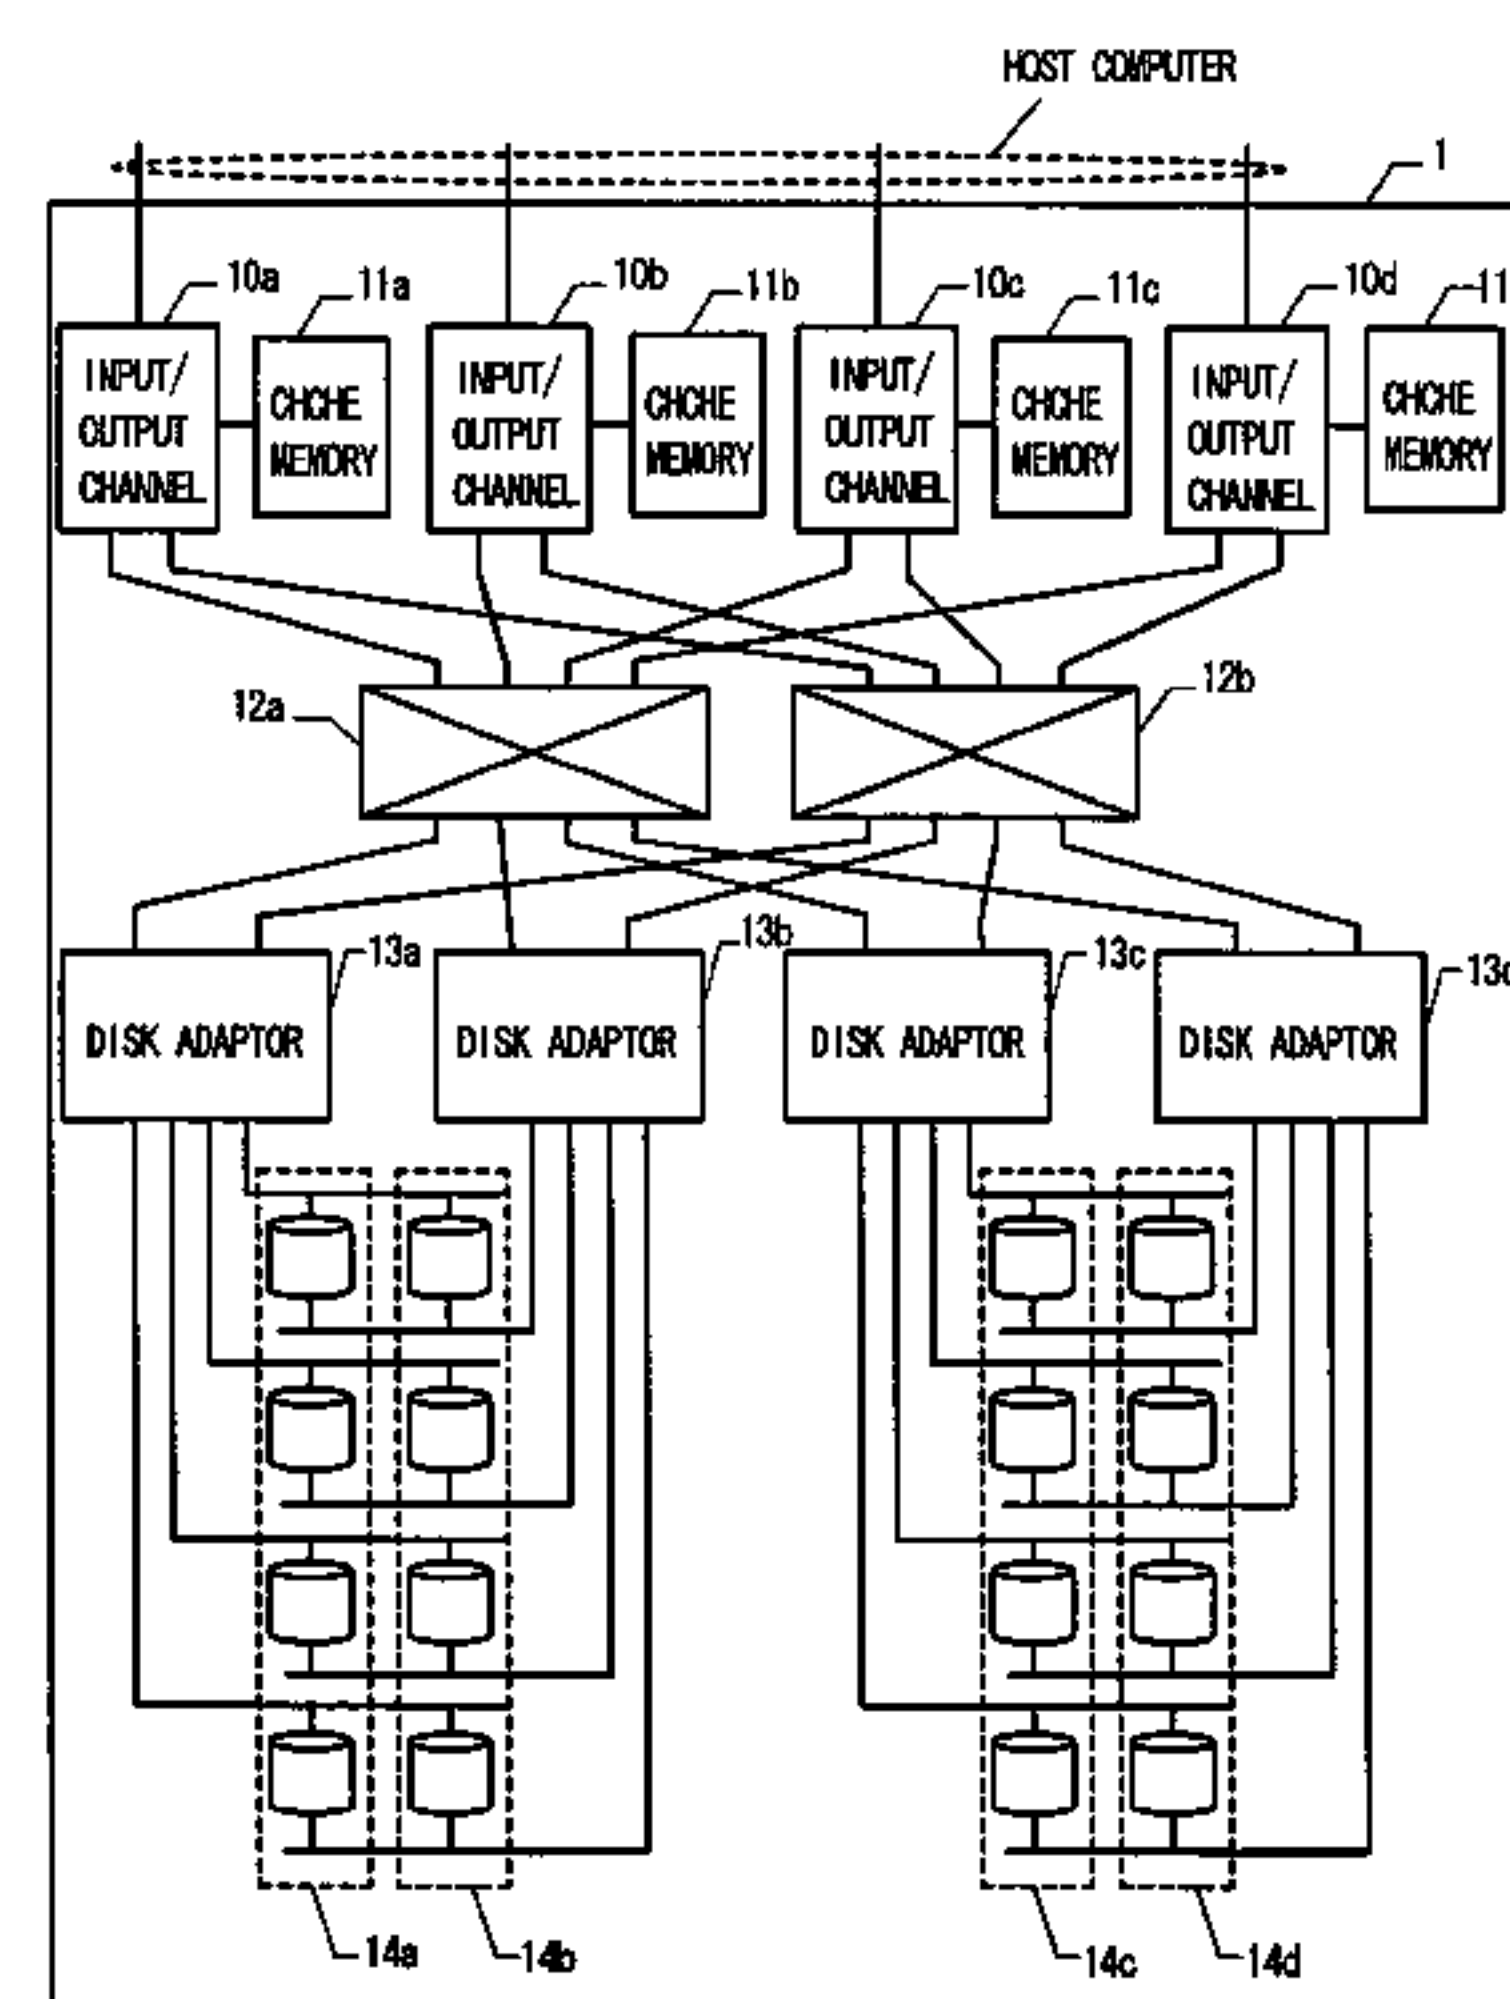 HOST COMPUTER
1
10a
11a
10b
11b
10c
11c
10d
11
INPUT/
OUTPUT
CHANNEL
CHCHE
MEMORY
INPUT/
OUTPUT
CHANNEL
CHCHE
MEMORY
INPUT/
OUTPUT
CHANNEL
CHCHE
MEMORY
INPUT/
OUTPUT
CHANNEL
CHCHE
MEMORY
12a
12b
13a
13b
13c
13d
DISK ADAPTOR
DISK ADAPTOR
DISK ADAPTOR
DISK ADAPTOR
14a
14b
14c
14d